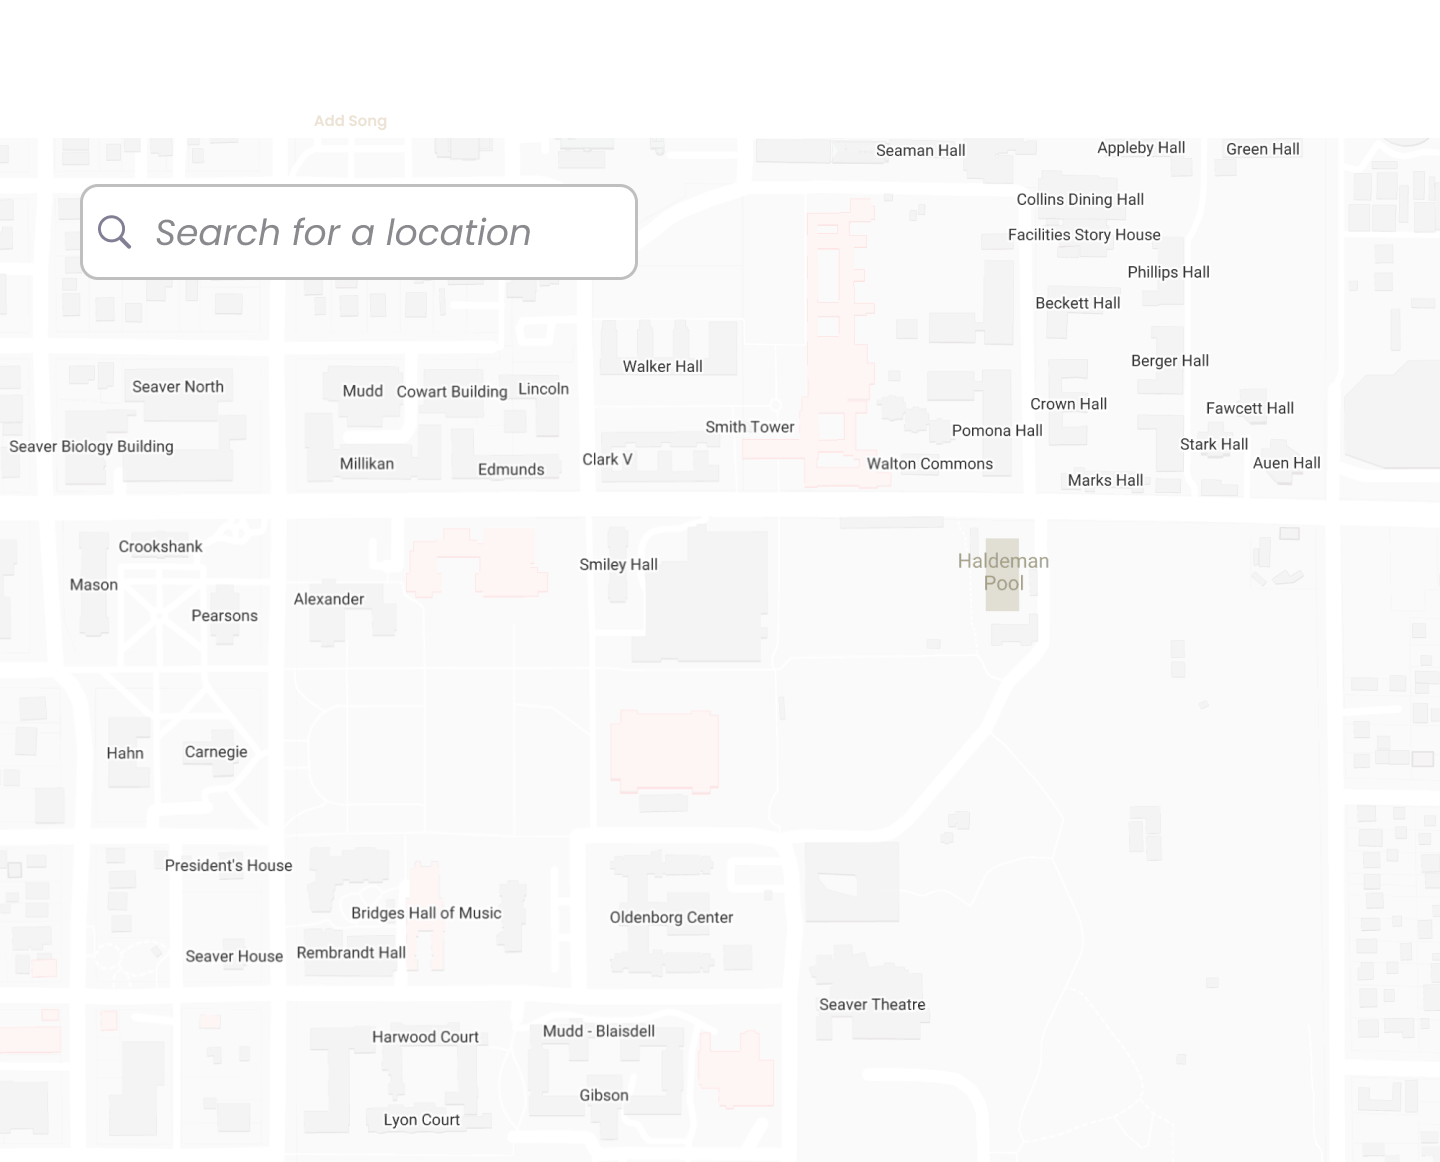 Add Song
Seaman Hall
Appleby Hall
Green Hall
Collins Dining Hall
Search for a location
Facilities Story House
Phillips Hall
Beckett Hall
Walker Hall
Berger Hall
Seaver North
Mudd
Cowart Building
Lincoln
Crown Hall
Fawcett Hall
Smith Tower
Pomona Hall
Seaver Biology Building
Stark Hall
Millikan
Edmunds
Clark V
Walton Commons
Auen Hall
Marks Hall
Crookshank
Smiley Hall
Haldeman
Pool
Mason
Alexander
Pearsons
Hahn
Carnegie
President's House
Bridges Hall of Music
Oldenborg Center
Seaver House
Rembrandt Hall
Seaver Theatre
Harwood Court
Mudd - Blaisdell
Gibson
Lyon Court